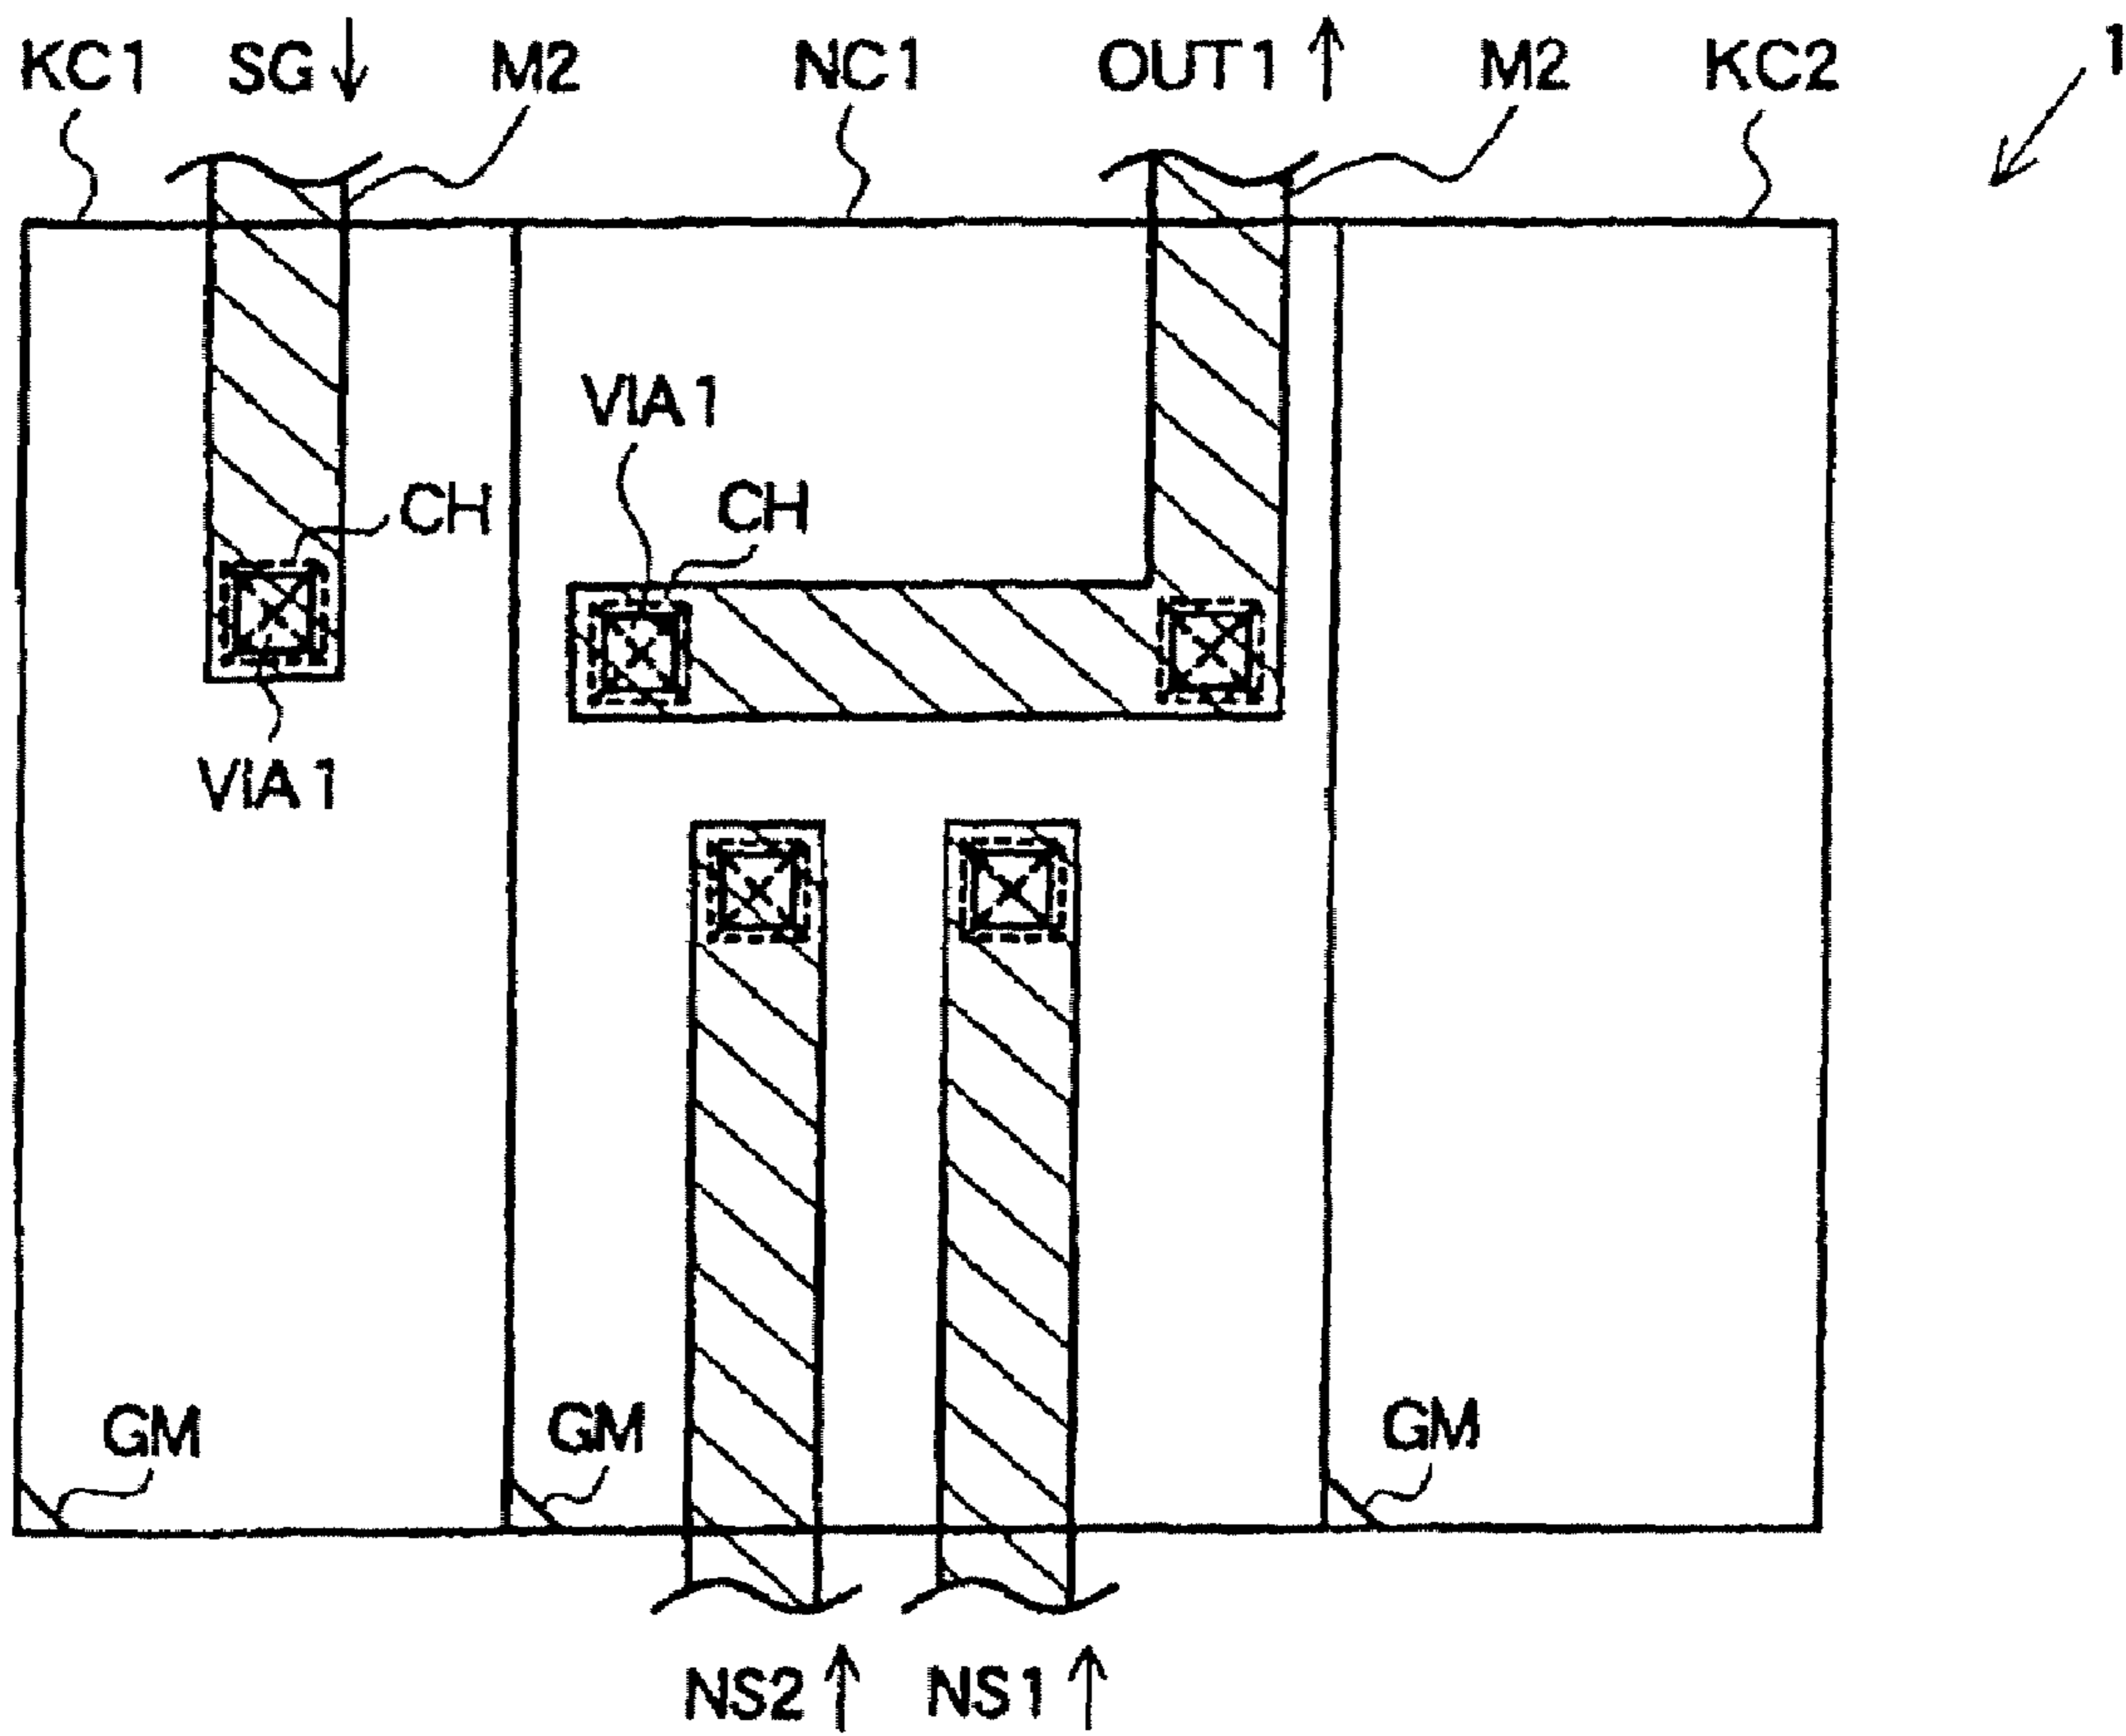 KC1 SG↓ M2 NC1 OUT1↑ M2 KC2 1
VIA1
CH CH
VIA1
GM GM GM
NS2↑ NS1↑